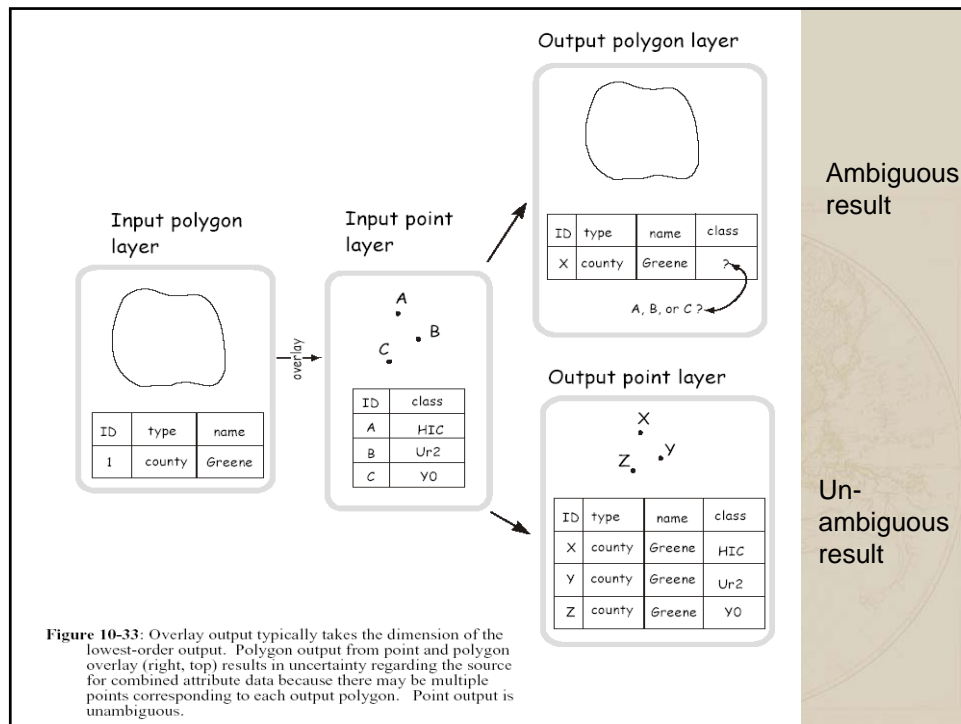 Output polygon layer
ID type name class
X county Greene ?
A, B, or C ?
Ambiguous
result
Input polygon
layer
ID type name
1 county Greene
overlay
Input point
layer
A
B
C
ID class
A HIC
B Ur2
C Y0
Output point layer
X
Y
Z
ID type name class
X county Greene HIC
Y county Greene Ur2
Z county Greene Y0
Un-
ambiguous
result
Figure 10-33: Overlay output typically takes the dimension of the
lowest-order output. Polygon output from point and polygon
overlay (right, top) results in uncertainty regarding the source
for combined attribute data because there may be multiple
points corresponding to each output polygon. Point output is
unambiguous.